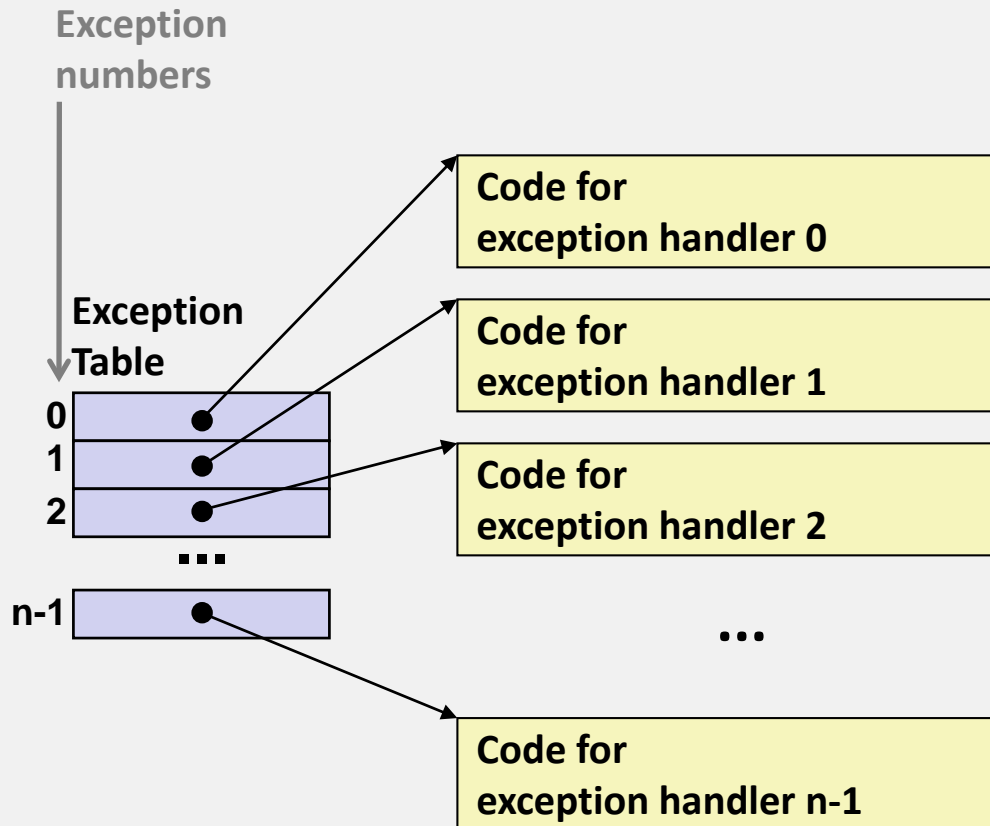 Exception
numbers
Code for
exception handler 0
Exception
Table
Code for
exception handler 1
0
1
2
Code for
exception handler 2
...
n-1
...
Code for
exception handler n-1